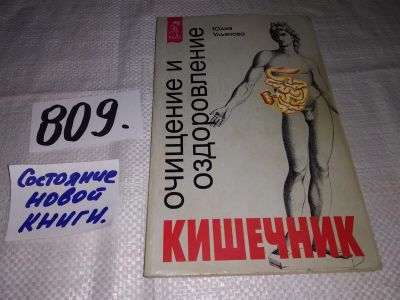 809.
Состояние
новой
книги.
Юлия
Ульянова
очищение и
оздоровление
КИШЕЧНИК